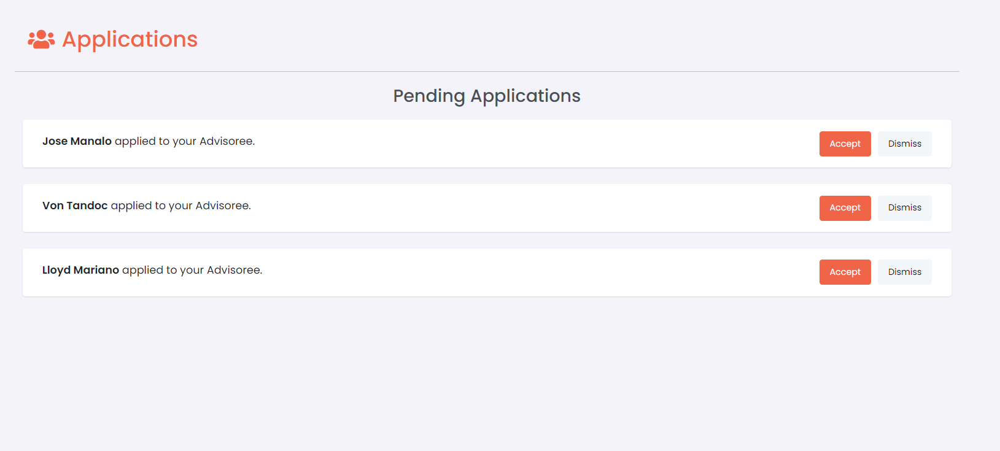 Applications
Pending Applications
Jose Manalo applied to your Advisoree.
Accept
Dismiss
Von Tandoc applied to your Advisoree.
Accept
Dismiss
Lloyd Mariano applied to your Advisoree.
Accept
Dismiss